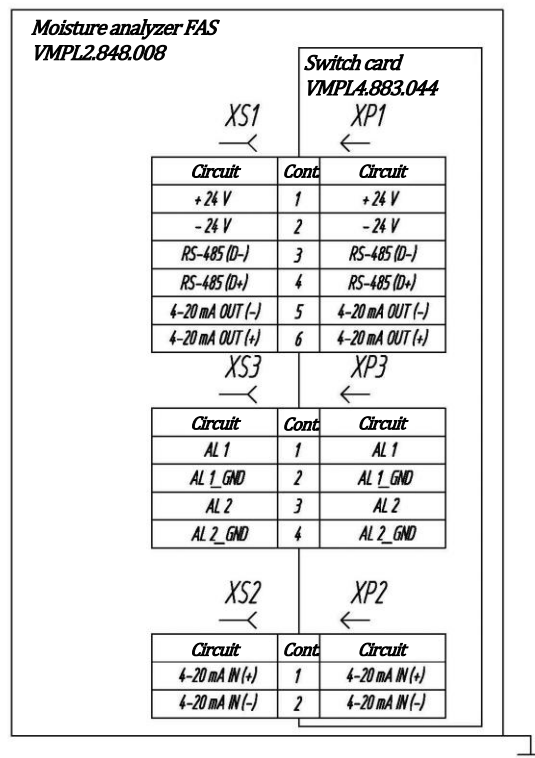 Moisture analyzer FAS
VMPL2.848.008
Switch card
VMPL4.883.044
XS1 XP1
Circuit Cont. Circuit
+24 V 1 +24 V
-24 V 2 -24 V
RS-485 (D-) 3 RS-485 (D-)
RS-485 (D+) 4 RS-485 (D+)
4-20 mA OUT (-) 5 4-20 mA OUT (-)
4-20 mA OUT (+) 6 4-20 mA OUT (+)
XS3 XP3
Circuit Cont. Circuit
AL 1 1 AL 1
AL 1_GND 2 AL 1_GND
AL 2 3 AL 2
AL 2_GND 4 AL 2_GND
XS2 XP2
Circuit Cont. Circuit
4-20 mA IN (+) 1 4-20 mA IN (+)
4-20 mA IN (-) 2 4-20 mA IN (-)